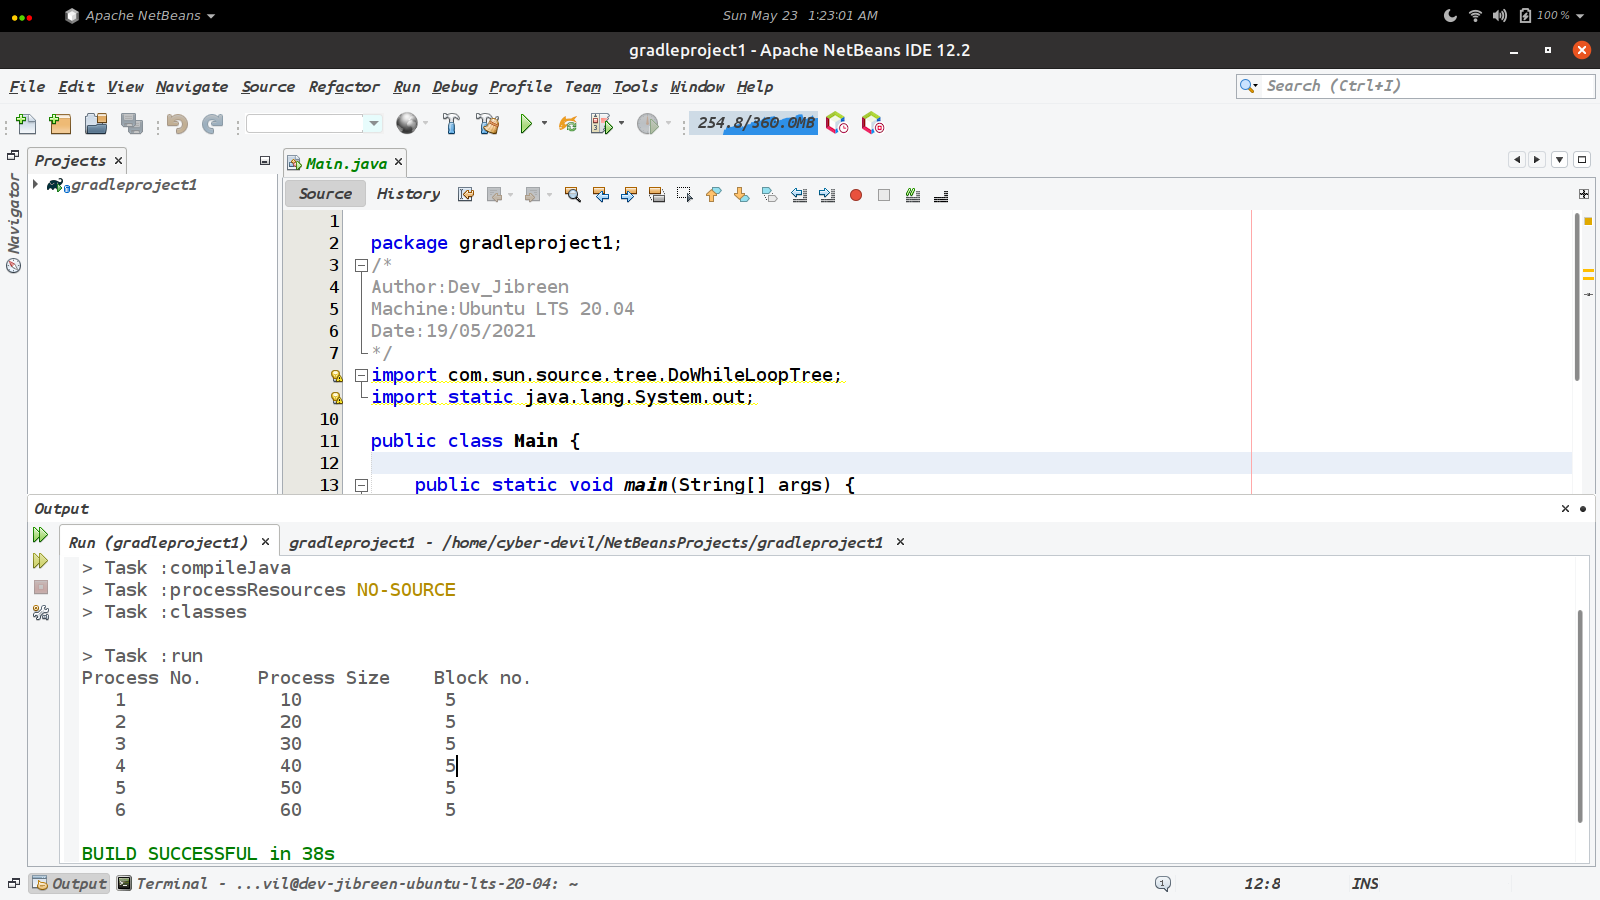 Apache NetBeans
Sun May 23 1:23:01 AM
100 %
gradleproject1 - Apache NetBeans IDE 12.2
File Edit View Navigate Source Refactor Run Debug Profile Team Tools Window Help
Search (Ctrl+I)
254.8/360.0MB
Projects
Main.java
gradleproject1
Navigator
Source History
1
2 package gradleproject1;
3 /*
4 Author:Dev_Jibreen
5 Machine:Ubuntu LTS 20.04
6 Date:19/05/2021
7 */
import com.sun.source.tree.DoWhileLoopTree;
import static java.lang.System.out;
10
11 public class Main {
12
13 public static void main(String[] args) {
Output
Run (gradleproject1) gradleproject1 - /home/cyber-devil/NetBeansProjects/gradleproject1
> Task :compileJava
> Task :processResources NO-SOURCE
> Task :classes
> Task :run
Process No. Process Size Block no.
1 10 5
2 20 5
3 30 5
4 40 5
5 50 5
6 60 5
BUILD SUCCESSFUL in 38s
Output Terminal - ...vil@dev-jibreen-ubuntu-lts-20-04: ~
1
12:8 INS